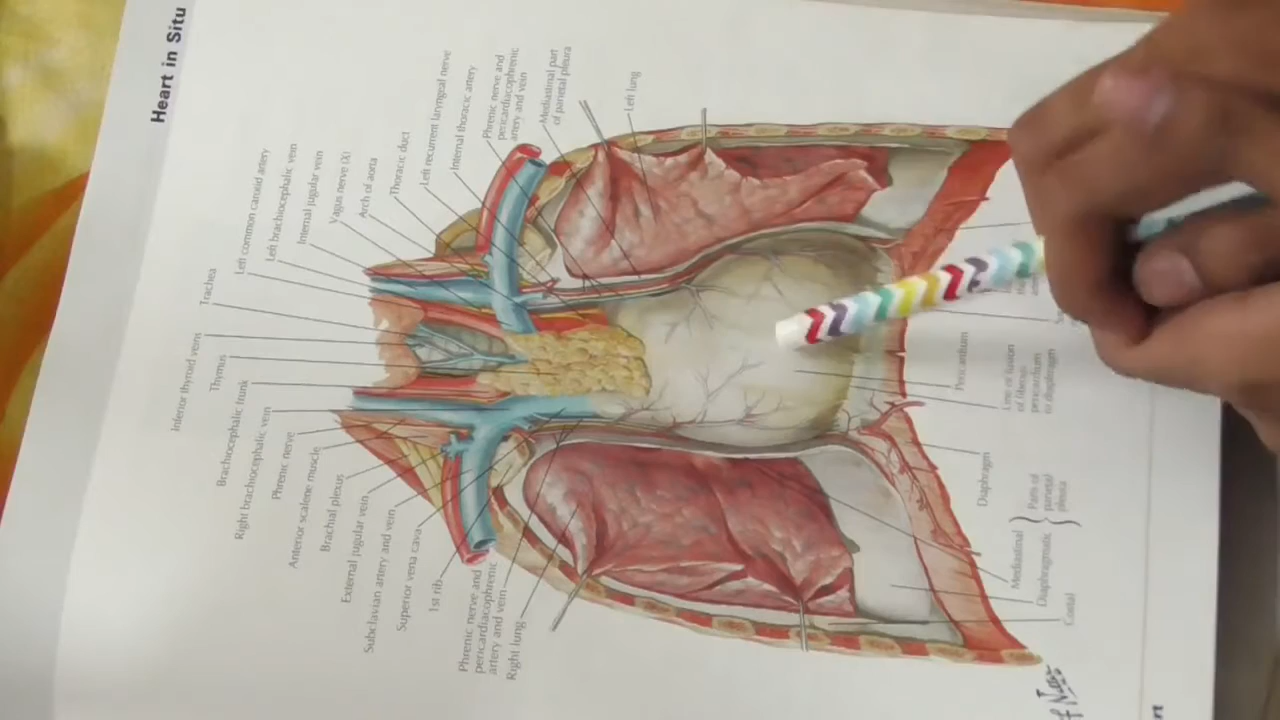 Heart in Situ
Inferior thyroid veins
Thymus
Brachiocephalic trunk
Right brachiocephalic vein
Phrenic nerve
Anterior scalene muscle
Brachial plexus
External jugular vein
Subclavian artery and vein
Superior vena cava
1st rib
Phrenic nerve and
pericardiacophrenic
artery and vein
Right lung
Trachea
Left common carotid artery
Left brachiocephalic vein
Internal jugular vein
Vagus nerve (X)
Arch of aorta
Thoracic duct
Left recurrent laryngeal nerve
Internal thoracic artery
Phrenic nerve and
pericardiacophrenic
artery and vein
Mediastinal part
of parietal pleura
Left lung
Costal
Diaphragmatic
Mediastinal
Parts of
parietal
pleura
Diaphragm
Line of fusion
of fibrous
pericardium
to diaphragm
Pericardium